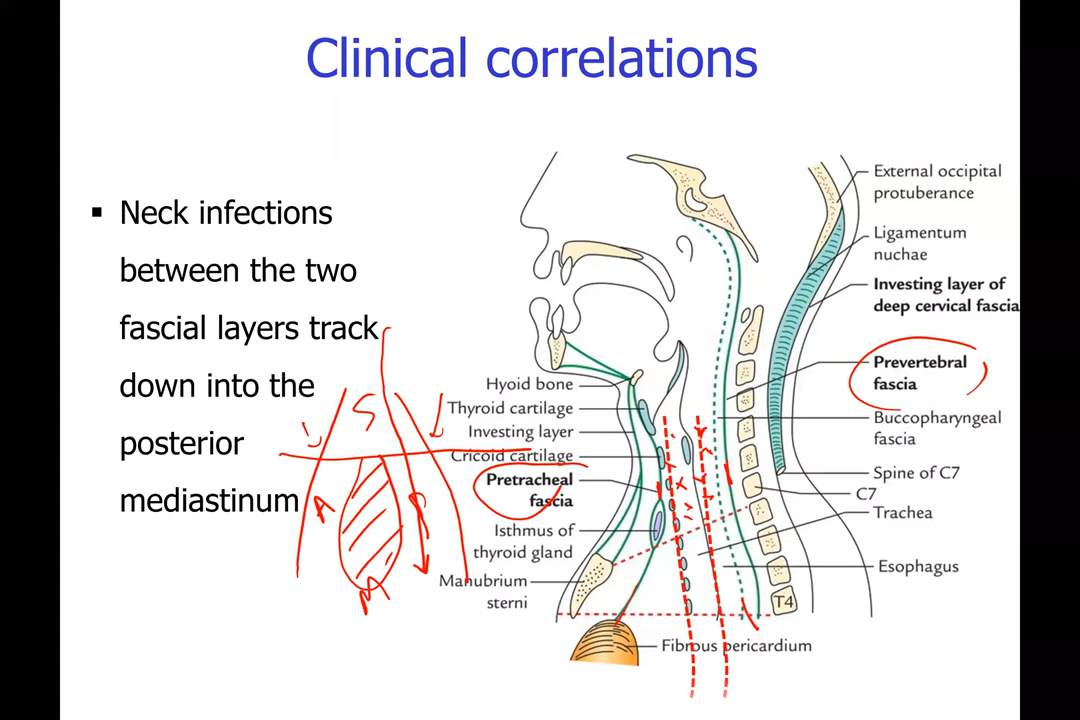 Clinical correlations
▪ Neck infections
between the two
fascial layers track
down into the
posterior
mediastinum
S
A
P
M
Hyoid bone
Thyroid cartilage
Investing layer
Cricoid cartilage
Pretracheal
fascia
Isthmus of
thyroid gland
Manubrium
sterni
External occipital
protuberance
Ligamentum
nuchae
Investing layer of
deep cervical fascia
Prevertebral
fascia
Buccopharyngeal
fascia
Spine of C7
C7
Trachea
Esophagus
T4
Fibrous pericardium